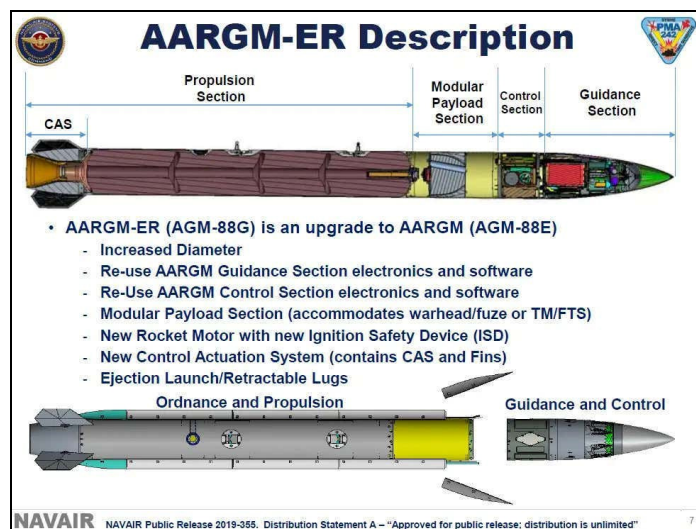 AARGM-ER Description
PMA
242
Propulsion
Section
Modular
Payload
Section
Control
Section
Guidance
Section
CAS
• AARGM-ER (AGM-88G) is an upgrade to AARGM (AGM-88E)
- Increased Diameter
- Re-use AARGM Guidance Section electronics and software
- Re-Use AARGM Control Section electronics and software
- Modular Payload Section (accommodates warhead/fuze or TM/FTS)
- New Rocket Motor with new Ignition Safety Device (ISD)
- New Control Actuation System (contains CAS and Fins)
- Ejection Launch/Retractable Lugs
Ordnance and Propulsion
Guidance and Control
NAVAIR NAVAIR Public Release 2019-355. Distribution Statement A – “Approved for public release; distribution is unlimited”
7